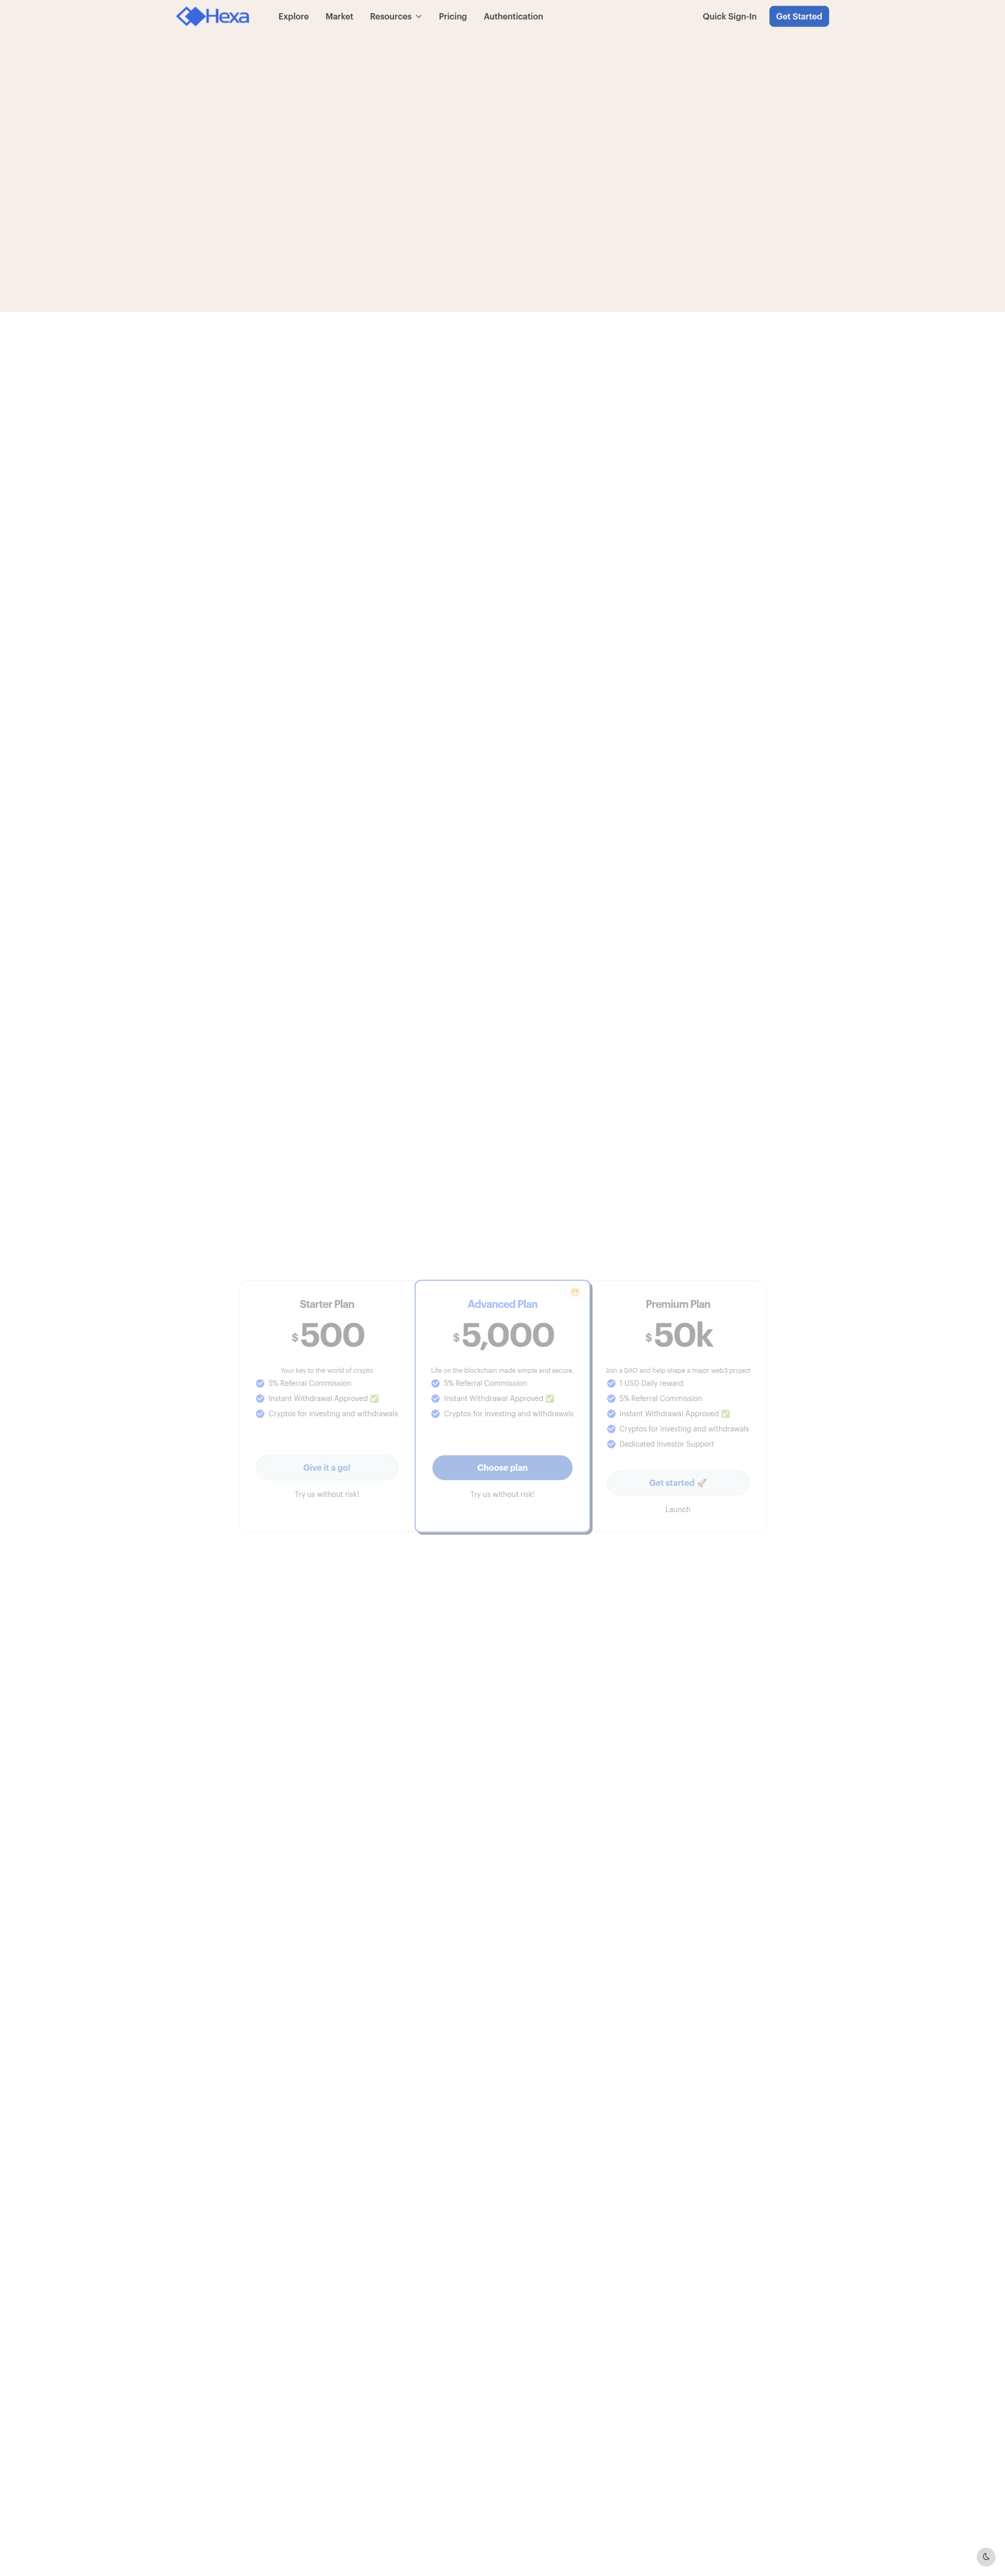 Hexa
Explore
Market
Resources
Pricing
Authentication
Quick Sign-In
Get Started
Starter Plan
$500
Your key to the world of crypto
5% Referral Commission
Instant Withdrawal Approved ✅
Cryptos for investing and withdrawals
Give it a go!
Try us without risk!
Advanced Plan
$5,000
Life on the blockchain made simple and secure.
5% Referral Commission
Instant Withdrawal Approved ✅
Cryptos for investing and withdrawals
Choose plan
Try us without risk!
Premium Plan
$50k
Join a DAO and help shape a major web3 project
1 USD Daily reward
5% Referral Commission
Instant Withdrawal Approved ✅
Cryptos for investing and withdrawals
Dedicated Investor Support
Get started 🚀
Launch